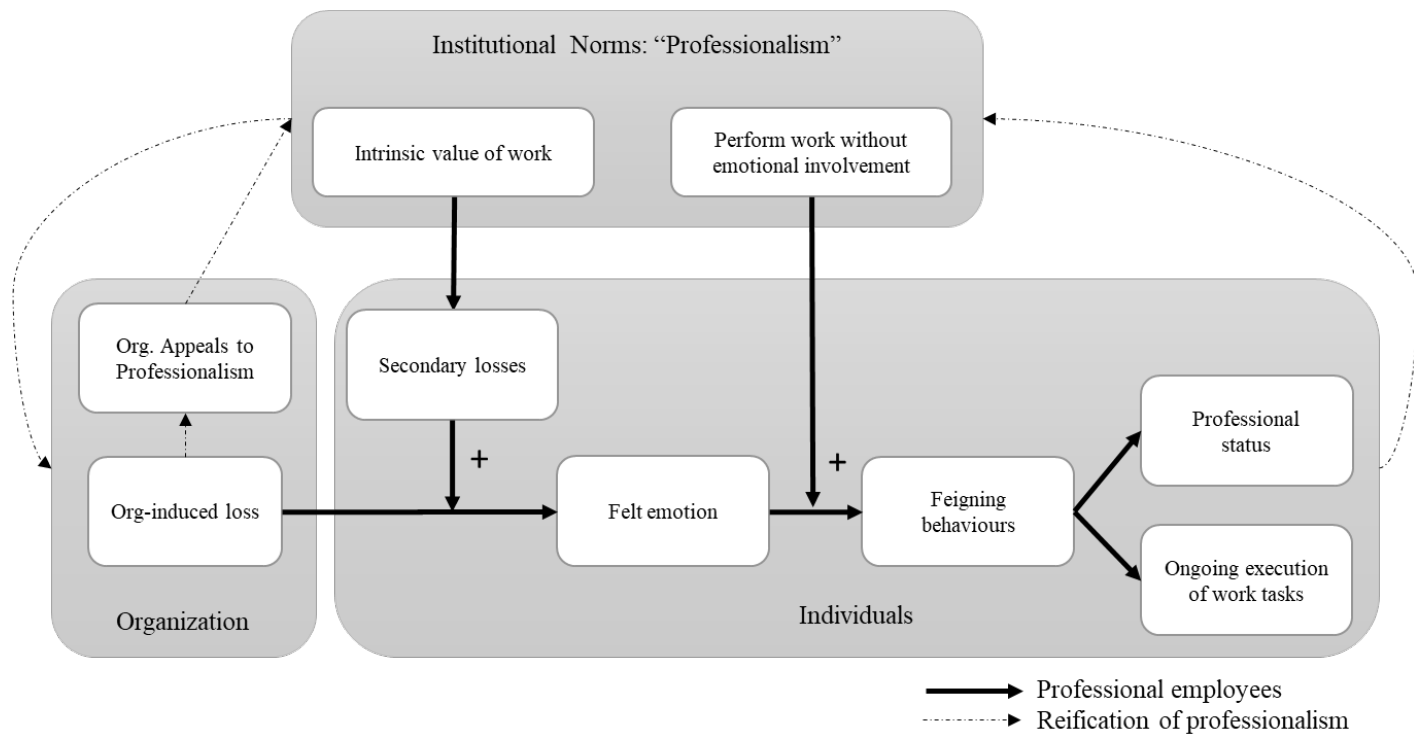 Institutional Norms: “Professionalism”
Intrinsic value of work
Perform work without
emotional involvement
Org. Appeals to
Professionalism
Secondary losses
+
+
Org-induced loss
Felt emotion
Feigning
behaviours
Professional
status
Ongoing execution
of work tasks
Organization
Individuals
Professional employees
Reification of professionalism